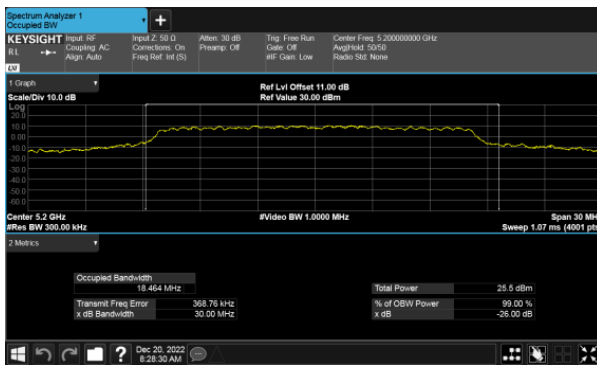 Spectrum Analyzer 1
Occupied BW
+
KEYSIGHT Input: RF Input Z: 50 Ω Atten: 30 dB Trig: Free Run Center Freq: 5.200000000 GHz
R L Coupling: AC Corrections: On Preamp: Off Gate: Off Avg|Hold: 50/50
Align: Auto Freq Ref: Int (S) #IF Gain: Low Radio Std: None
LXI
1 Graph
Ref Lvl Offset 11.00 dB
Scale/Div 10.0 dB Ref Value 30.00 dBm
Log
20.0
10.0
0.00
-10.0
-20.0
-30.0
-40.0
-50.0
-60.0
Center 5.2 GHz #Video BW 1.0000 MHz Span 30 MH
#Res BW 300.00 kHz Sweep 1.07 ms (4001 pts
2 Metrics
Occupied Bandwidth
18.464 MHz Total Power 25.5 dBm
Transmit Freq Error 368.76 kHz % of OBW Power 99.00 %
x dB Bandwidth 30.00 MHz x dB -26.00 dB
? Dec 20, 2022
8:28:30 AM